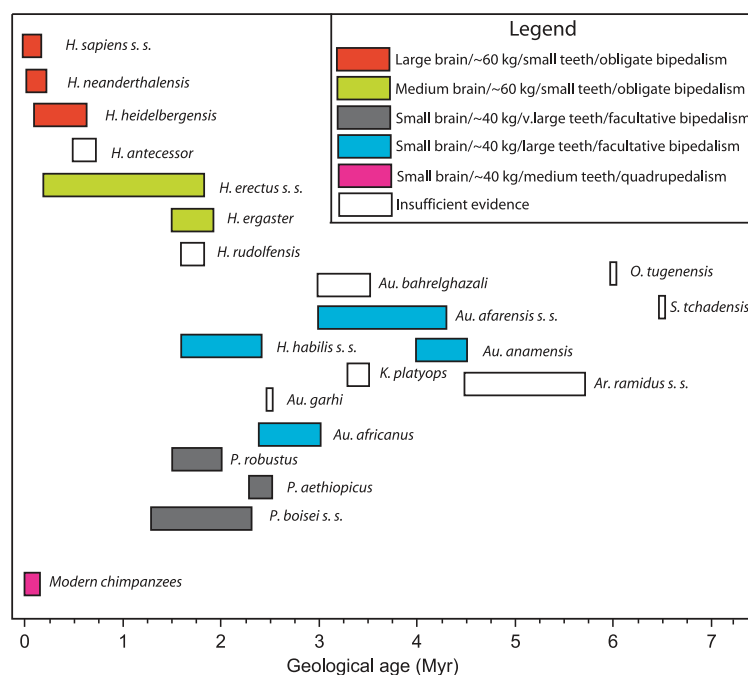 Legend
Large brain/~60 kg/small teeth/obligate bipedalism
Medium brain/~60 kg/small teeth/obligate bipedalism
Small brain/~40 kg/v.large teeth/facultative bipedalism
Small brain/~40 kg/large teeth/facultative bipedalism
Small brain/~40 kg/medium teeth/quadrupedalism
Insufficient evidence
H. sapiens s. s.
H. neanderthalensis
H. heidelbergensis
H. antecessor
H. erectus s. s.
H. ergaster
H. rudolfensis
O. tugenensis
Au. bahrelghazali
S. tchadensis
Au. afarensis s. s.
H. habilis s. s.
Au. anamensis
K. platyops
Ar. ramidus s. s.
Au. garhi
Au. africanus
P. robustus
P. aethiopicus
P. boisei s. s.
Modern chimpanzees
0 1 2 3 4 5 6 7
Geological age (Myr)